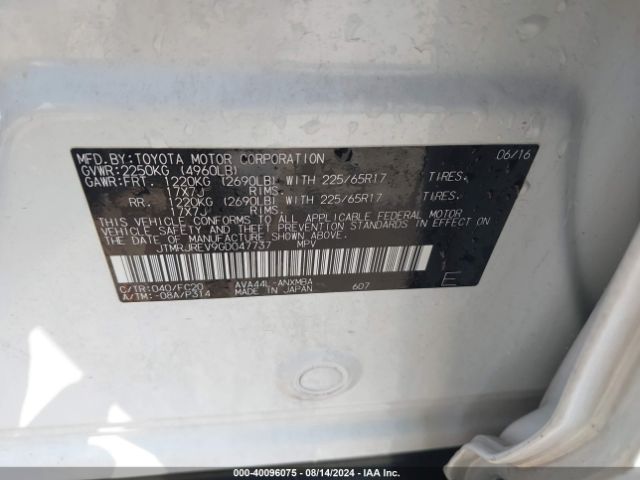 MFD.BY:TOYOTA MOTOR CORPORATION 06/16
GVWR:2250KG (4960LB)
GAWR:FRT. 1220KG (2690LB) WITH 225/65R17 TIRES.
17X7J RIMS.
RR. 1220KG (2690LB) WITH 225/65R17 TIRES.
17X7J RIMS.
THIS VEHICLE CONFORMS TO ALL APPLICABLE FEDERAL MOTOR
VEHICLE SAFETY AND BUMPER STANDARDS IN EFFECT ON THE
DATE OF MANUFACTURE SHOWN ABOVE.
JTMRJREV9GD047737 MPV
C/TR:040/FC20 AVA44L-ANXMBA 607 E
A/TM:-08A/P314 MADE IN JAPAN
000-40096075 - 08/14/2024 - IAA Inc.